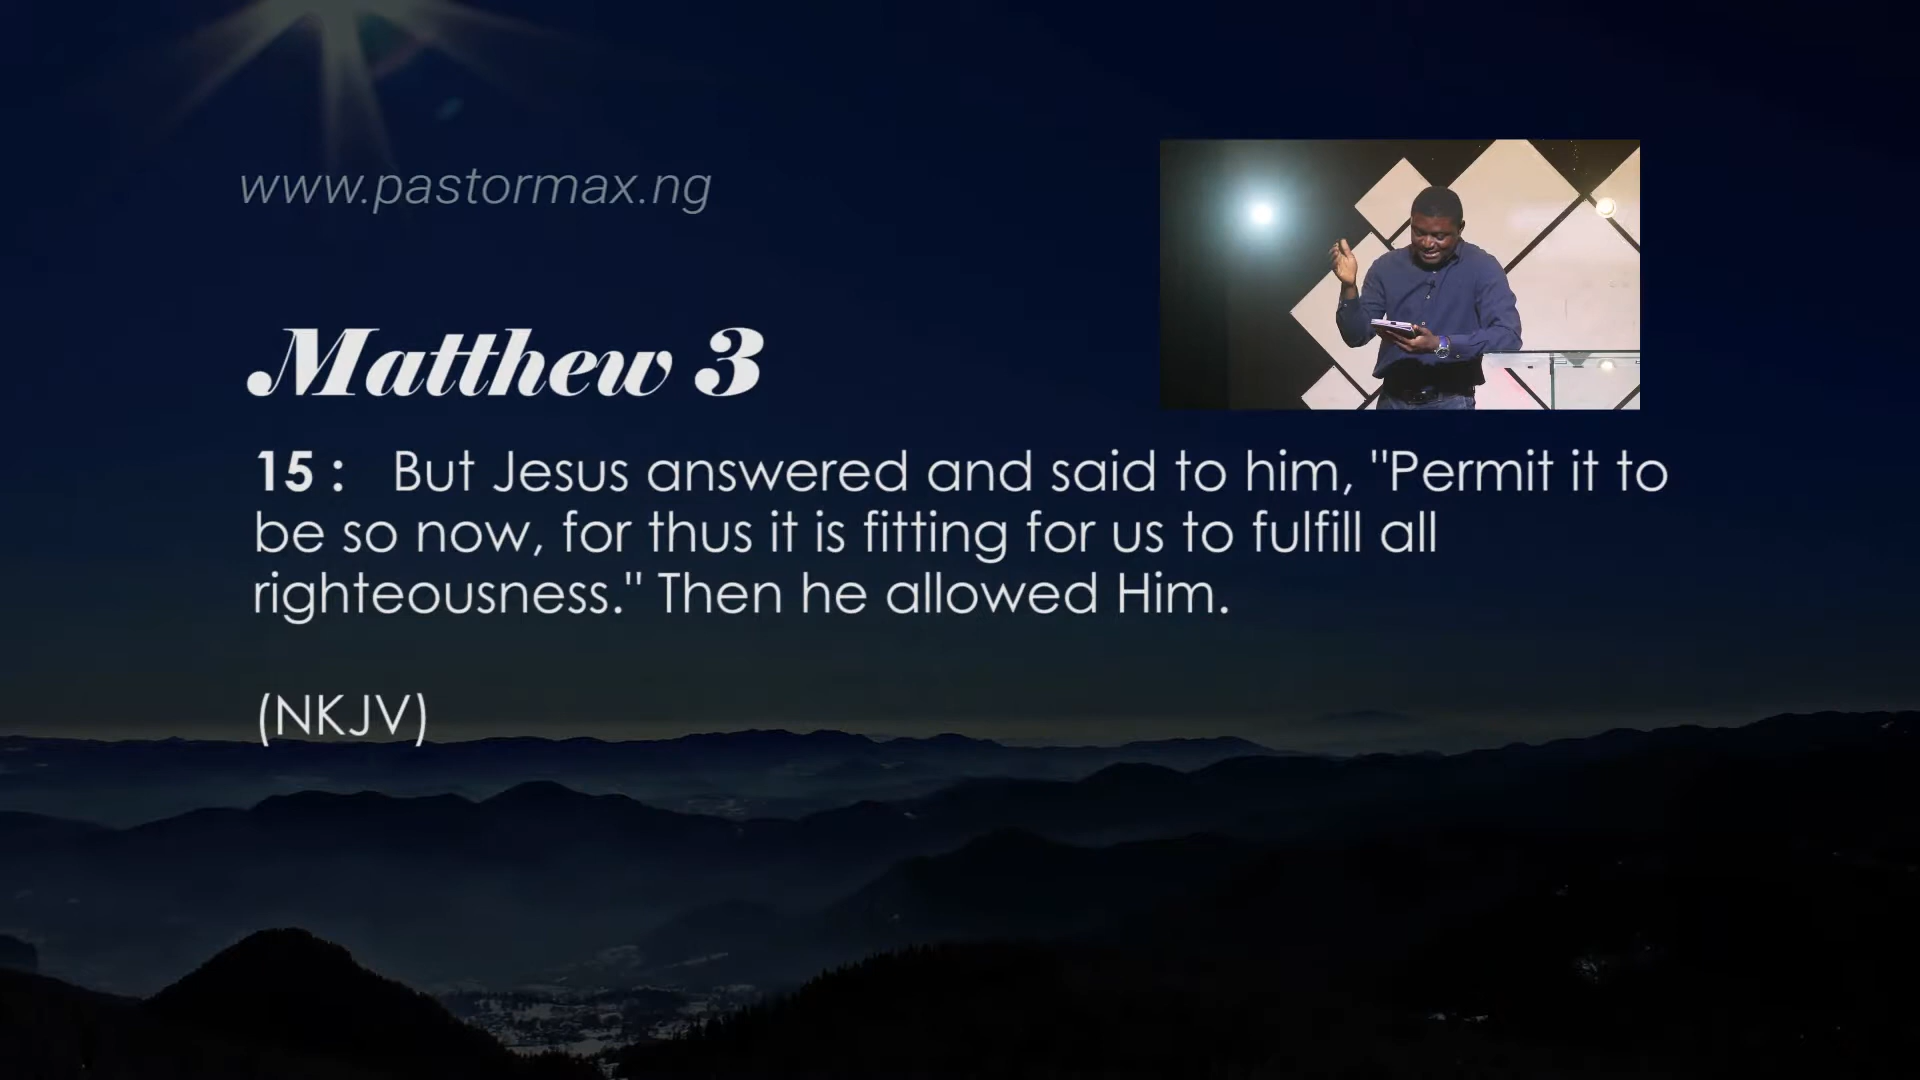 www.pastormax.ng
Matthew 3
15 : But Jesus answered and said to him, "Permit it to
be so now, for thus it is fitting for us to fulfill all
righteousness." Then he allowed Him.
(NKJV)